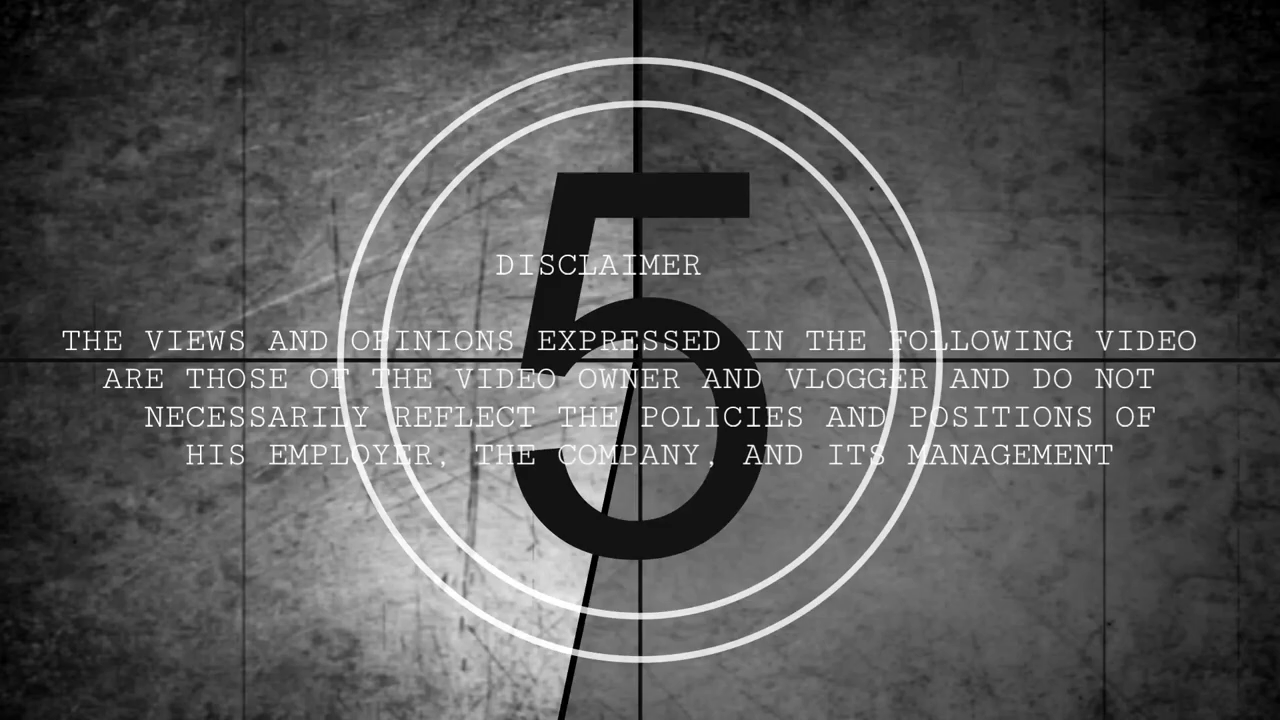 5
DISCLAIMER
THE VIEWS AND OPINIONS EXPRESSED IN THE FOLLOWING VIDEO
ARE THOSE OF THE VIDEO OWNER AND VLOGGER AND DO NOT
NECESSARILY REFLECT THE POLICIES AND POSITIONS OF
HIS EMPLOYER, THE COMPANY, AND ITS MANAGEMENT